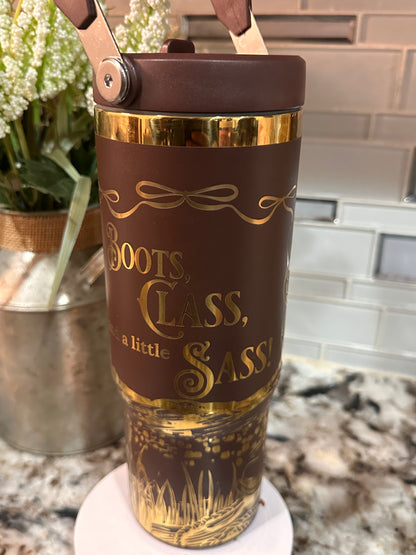 Boots,
Class,
a little
Sass!